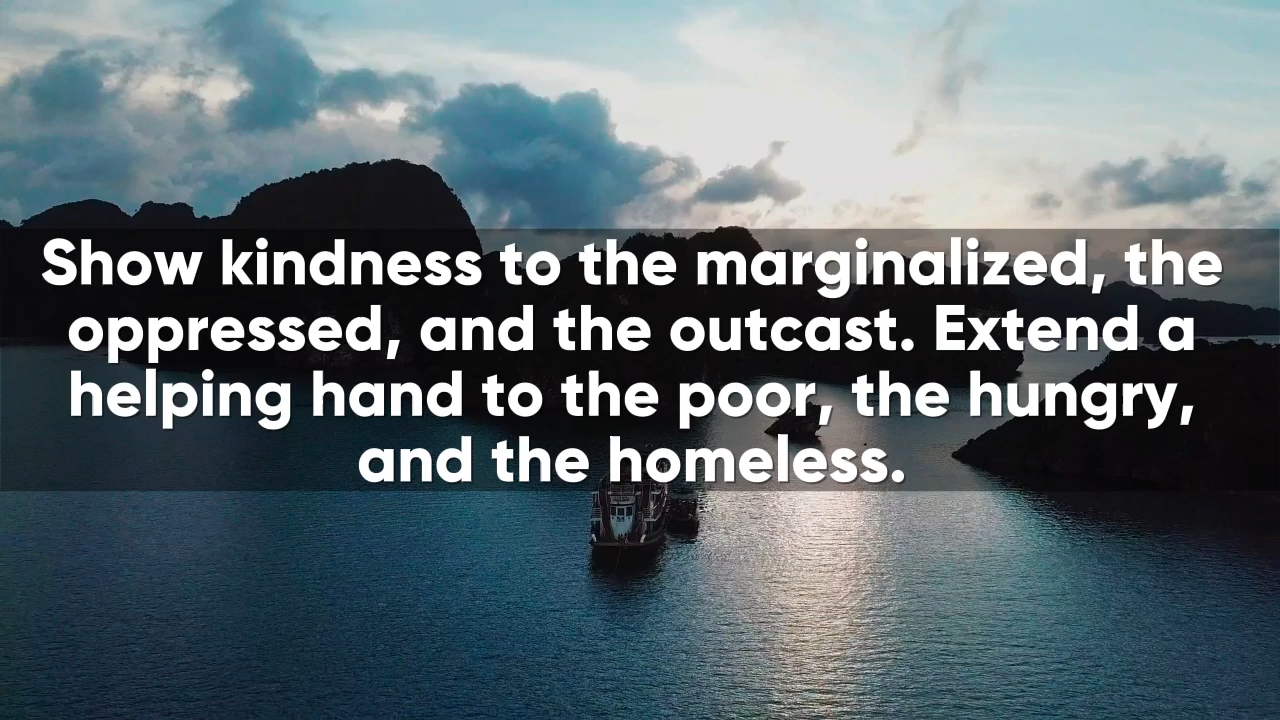 Show kindness to the marginalized, the
oppressed, and the outcast. Extend a
helping hand to the poor, the hungry,
and the homeless.